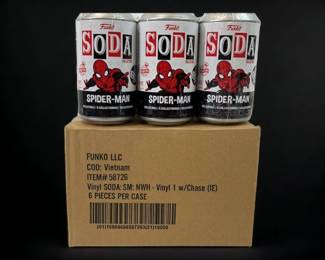 Funko Funko Funko
SODA SODA SODA
SPIDER-MAN SPIDER-MAN SPIDER-MAN
FUNKO LLC
COO: Vietnam
ITEM# 58726
Vinyl SODA: SM: NWH - Vinyl 1 w/Chase (IE)
6 PIECES PER CASE